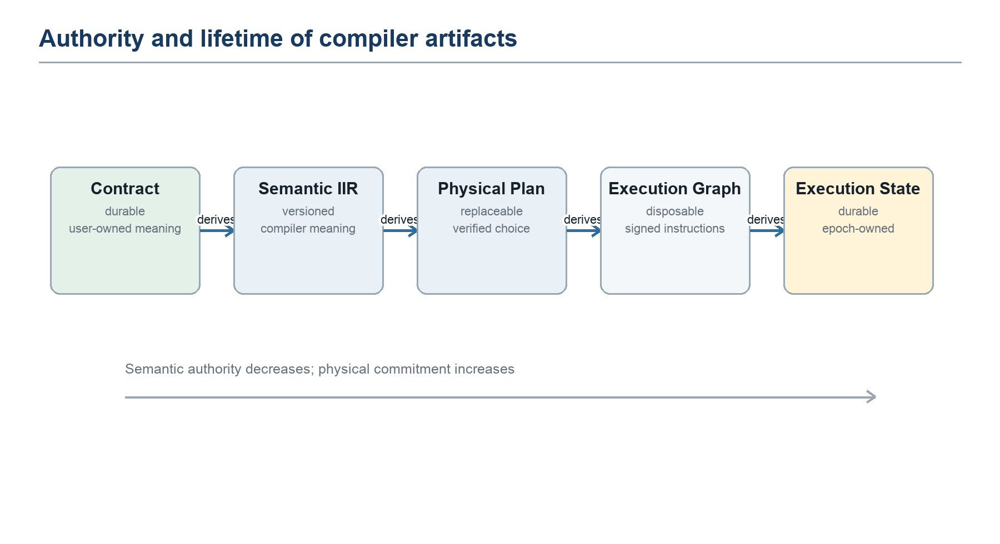 Authority and lifetime of compiler artifacts
Contract
durable
user-owned meaning
derives
Semantic IIR
versioned
compiler meaning
derives
Physical Plan
replaceable
verified choice
derives
Execution Graph
disposable
signed instructions
derives
Execution State
durable
epoch-owned
Semantic authority decreases; physical commitment increases